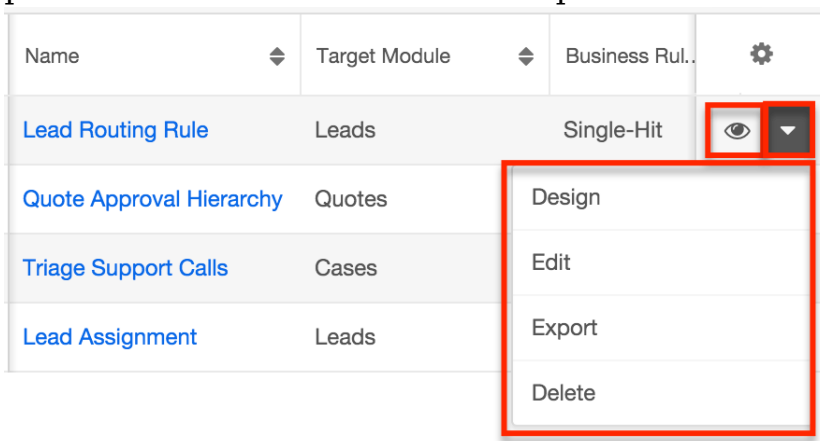 Name Target Module Business Rul..
Lead Routing Rule Leads Single-Hit
Quote Approval Hierarchy Quotes
Design
Triage Support Calls Cases
Edit
Lead Assignment Leads
Export
Delete